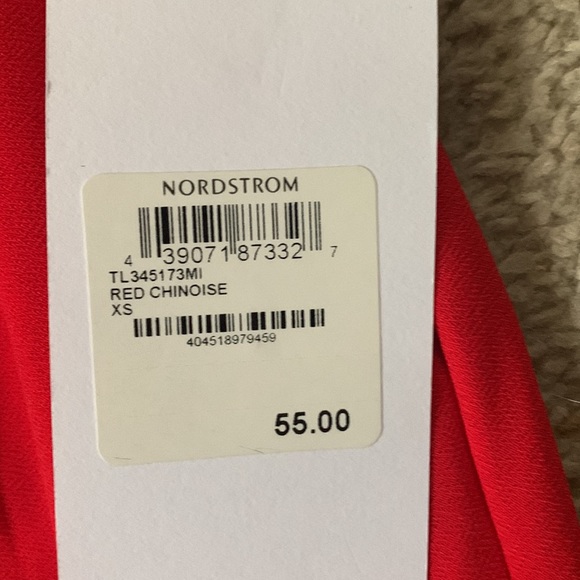 NORDSTROM
4 39071 87332 7
TL345173MI
RED CHINOISE
XS
404518979459
55.00